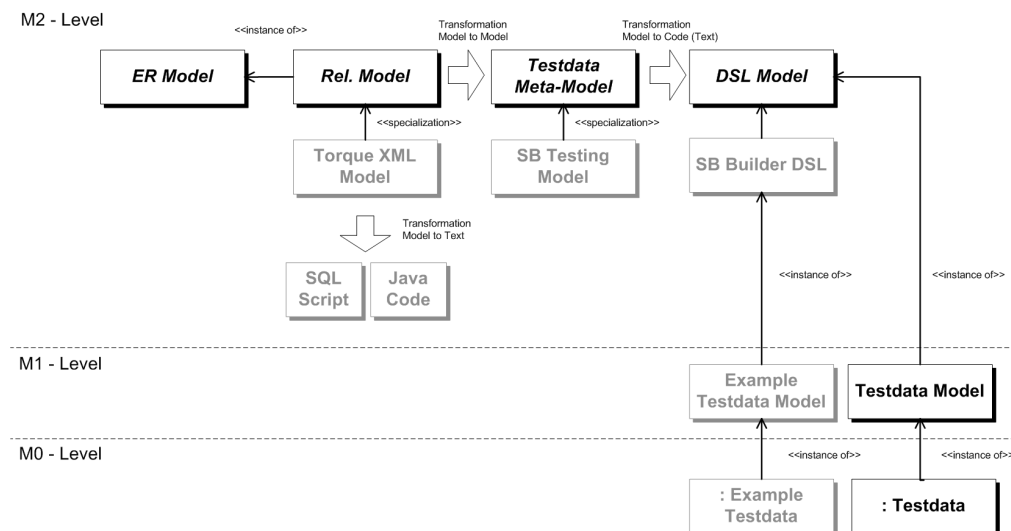 M2 - Level
<<instance of>>
Transformation
Model to Model
Transformation
Model to Code (Text)
ER Model
Rel. Model
Testdata
Meta-Model
DSL Model
<<specialization>>
<<specialization>>
Torque XML
Model
SB Testing
Model
SB Builder DSL
Transformation
Model to Text
SQL
Script
Java
Code
<<instance of>>
<<instance of>>
M1 - Level
Example
Testdata Model
Testdata Model
M0 - Level
<<instance of>>
<<instance of>>
: Example
Testdata
: Testdata